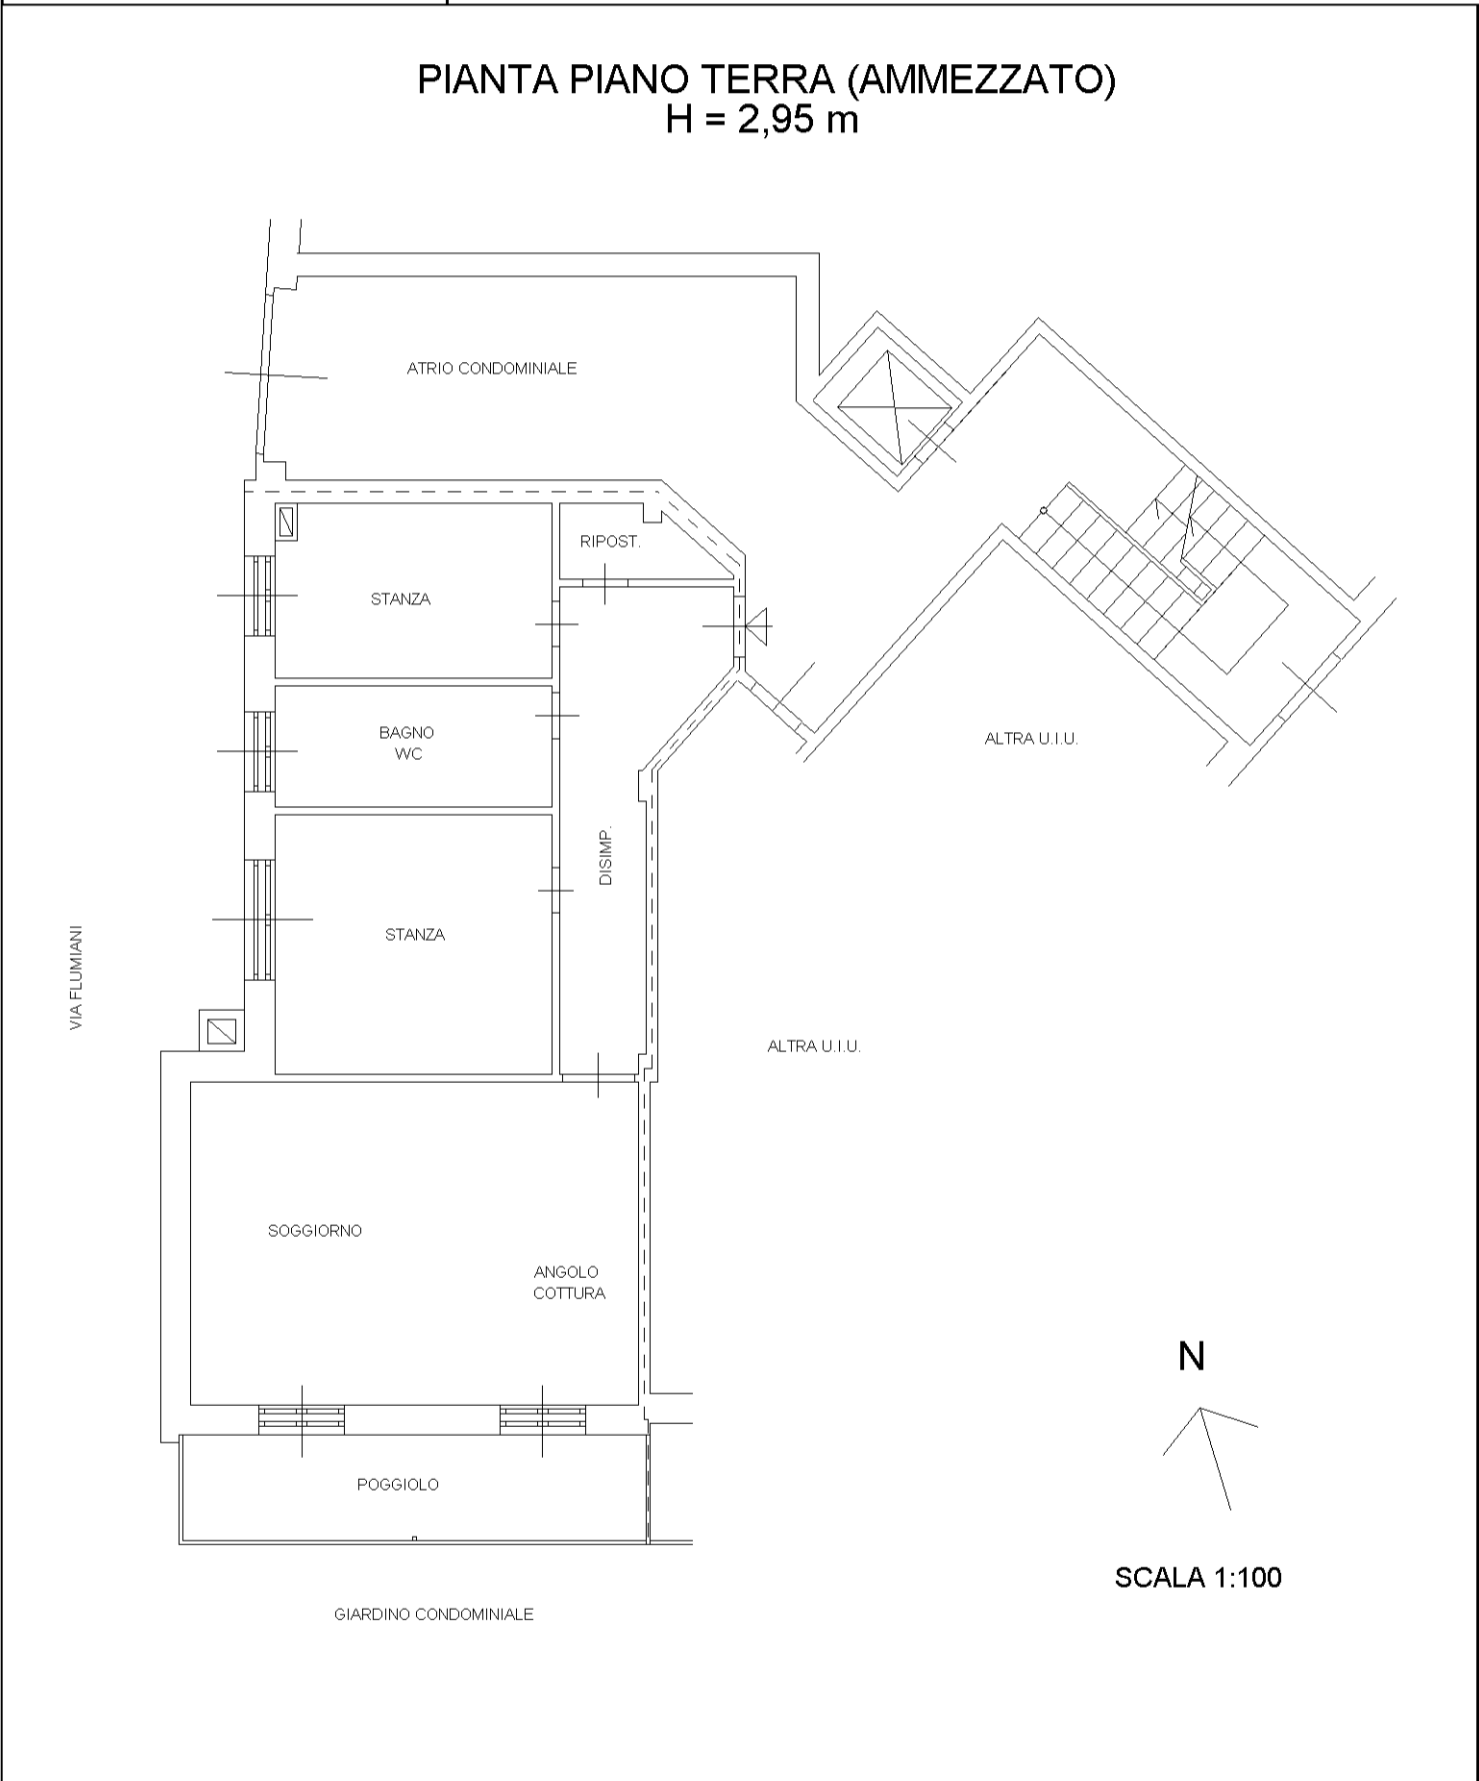 PIANTA PIANO TERRA (AMMEZZATO)
H = 2,95 m
ATRIO CONDOMINIALE
RIPOST.
STANZA
BAGNO
WC
ALTRA U.I.U.
DISIMP.
STANZA
VIA FLUMIANI
ALTRA U.I.U.
SOGGIORNO
ANGOLO
COTTURA
N
POGGIOLO
SCALA 1:100
GIARDINO CONDOMINIALE